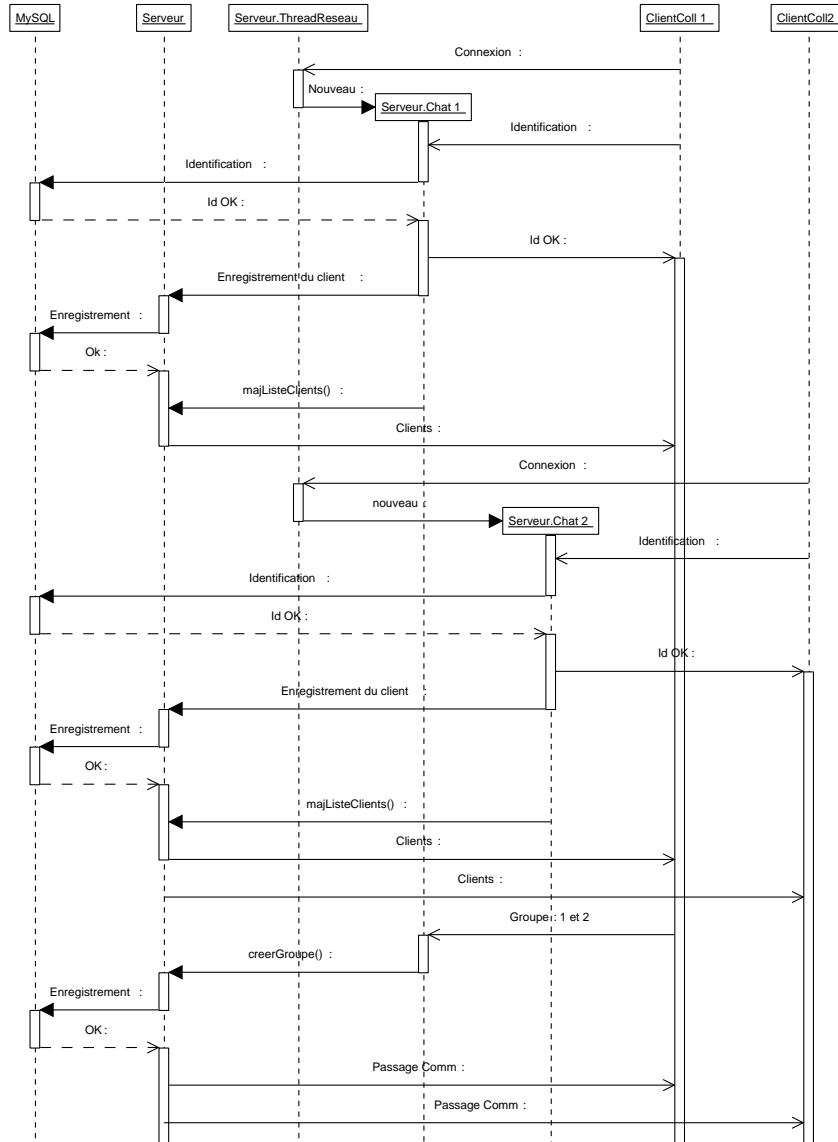 MySQL
Serveur
Serveur.ThreadReseau
ClientColl 1
ClientColl2
Connexion :
Nouveau :
Serveur.Chat 1
Identification :
Identification :
Id OK :
Id OK :
Enregistrement du client :
Enregistrement :
Ok :
majListeClients() :
Clients :
Connexion :
nouveau :
Serveur.Chat 2
Identification :
Identification :
Id OK :
Id OK :
Enregistrement du client :
Enregistrement :
OK :
majListeClients() :
Clients :
Clients :
Groupe : 1 et 2
creerGroupe() :
Enregistrement :
OK :
Passage Comm :
Passage Comm :